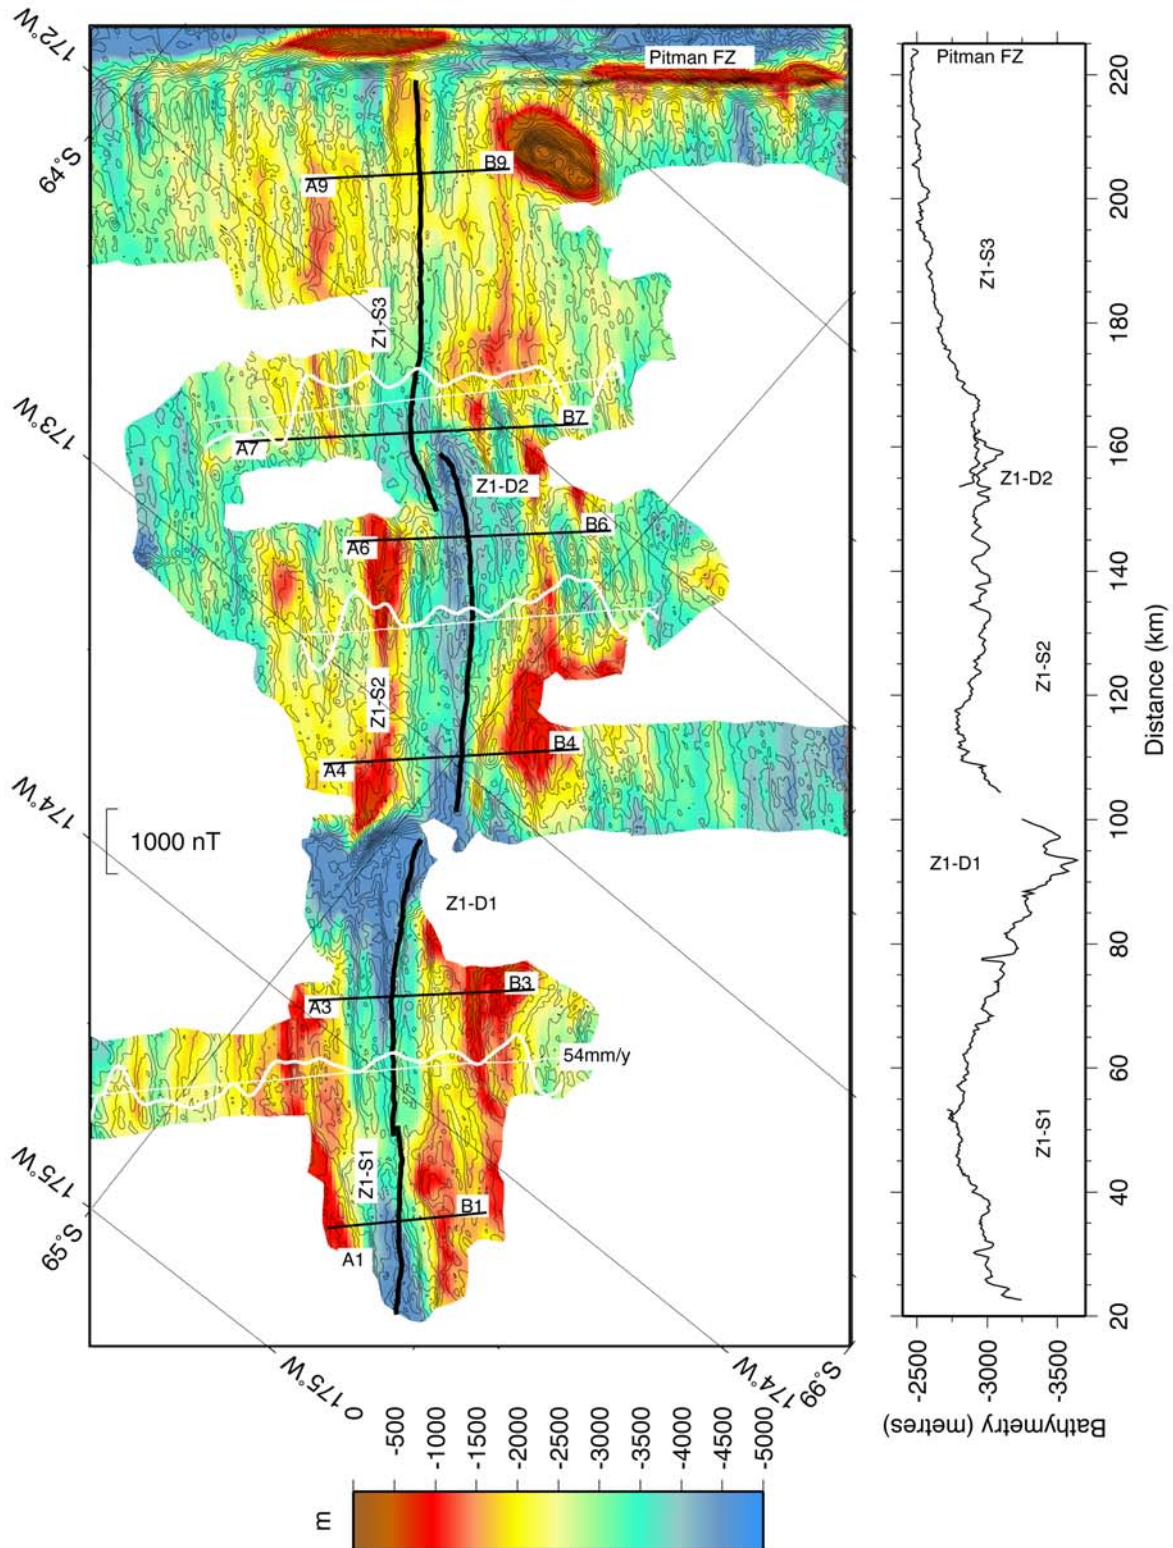 172°W
64°S
173°W
174°W
175°W
65°S
175°W
174°W
66°S
Pitman FZ
A9
B9
Z1-S3
A7
B7
Z1-D2
A6
B6
Z1-S2
A4
B4
1000 nT
Z1-D1
A3
B3
54mm/y
Z1-S1
A1
B1
m
0
-500
-1000
-1500
-2000
-2500
-3000
-3500
-4000
-4500
-5000
Pitman FZ
Z1-S3
Z1-D2
Z1-S2
Z1-D1
Z1-S1
220
200
180
160
140
120
100
80
60
40
20
Distance (km)
-2500
-3000
-3500
Bathymetry (metres)